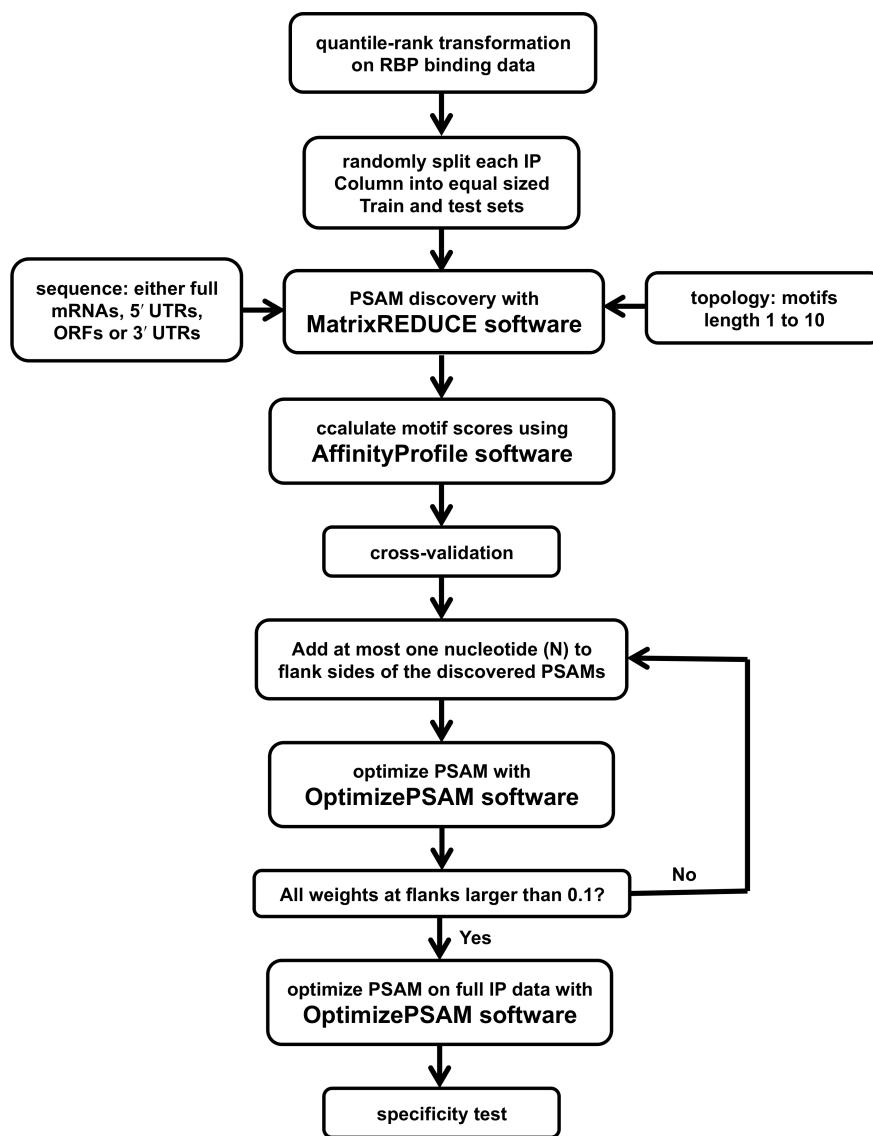 quantile-rank transformation
on RBP binding data
randomly split each IP
Column into equal sized
Train and test sets
sequence: either full
mRNAs, 5′ UTRs,
ORFs or 3′ UTRs
PSAM discovery with
MatrixREDUCE software
topology: motifs
length 1 to 10
ccalulate motif scores using
AffinityProfile software
cross-validation
Add at most one nucleotide (N) to
flank sides of the discovered PSAMs
optimize PSAM with
OptimizePSAM software
All weights at flanks larger than 0.1?
No
Yes
optimize PSAM on full IP data with
OptimizePSAM software
specificity test